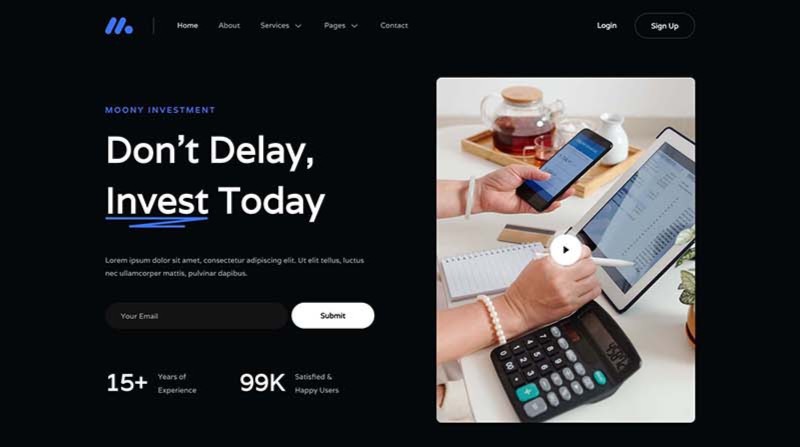 Home About Services Pages Contact Login Sign Up
MOONY INVESTMENT
Don't Delay,
Invest Today
Lorem ipsum dolor sit amet, consectetur adipiscing elit. Ut elit tellus, luctus
nec ullamcorper mattis, pulvinar dapibus.
Your Email Submit
15+ Years of
Experience
99K Satisfied &
Happy Users